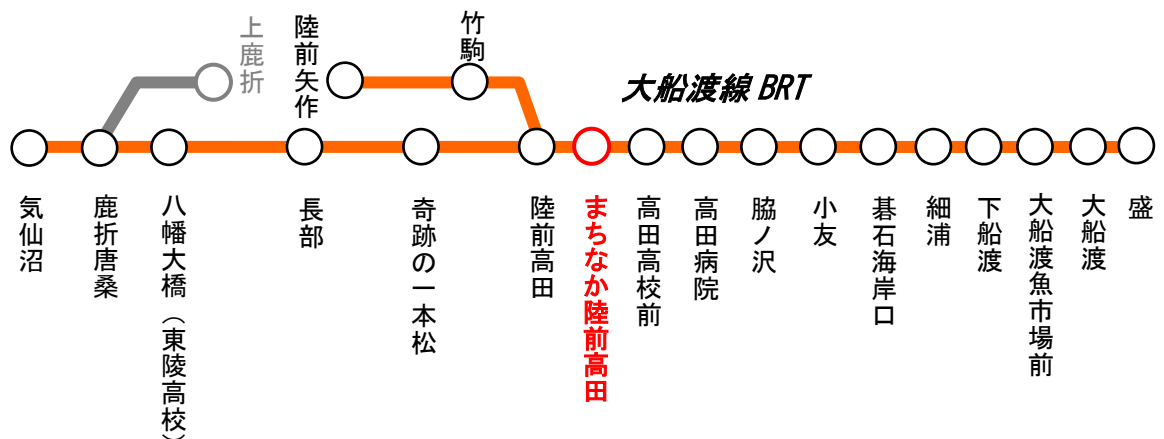 上鹿折
陸前矢作
竹駒
大船渡線 BRT
気仙沼
鹿折唐桑
八幡大橋（東陵高校）
長部
奇跡の一本松
陸前高田
まちなか陸前高田
高田高校前
高田病院
脇ノ沢
小友
碁石海岸口
細浦
下船渡
大船渡魚市場前
大船渡
盛